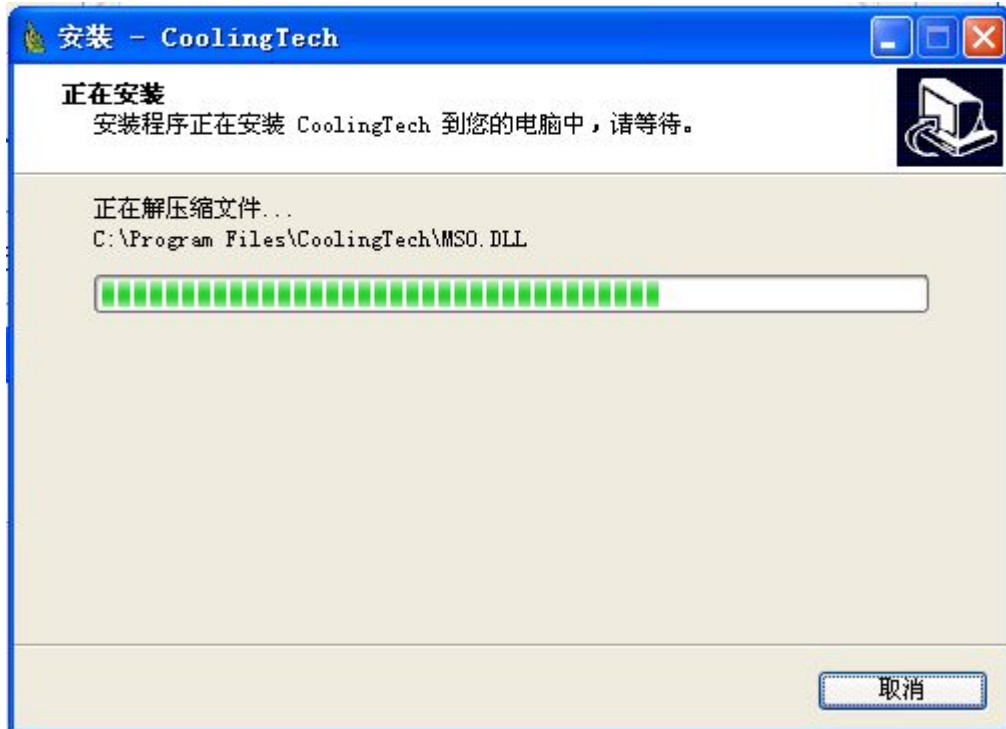 安装 - CoolingTech
正在安装
安装程序正在安装 CoolingTech 到您的电脑中，请等待。
正在解压缩文件...
C:\Program Files\CoolingTech\MSO.DLL
取消